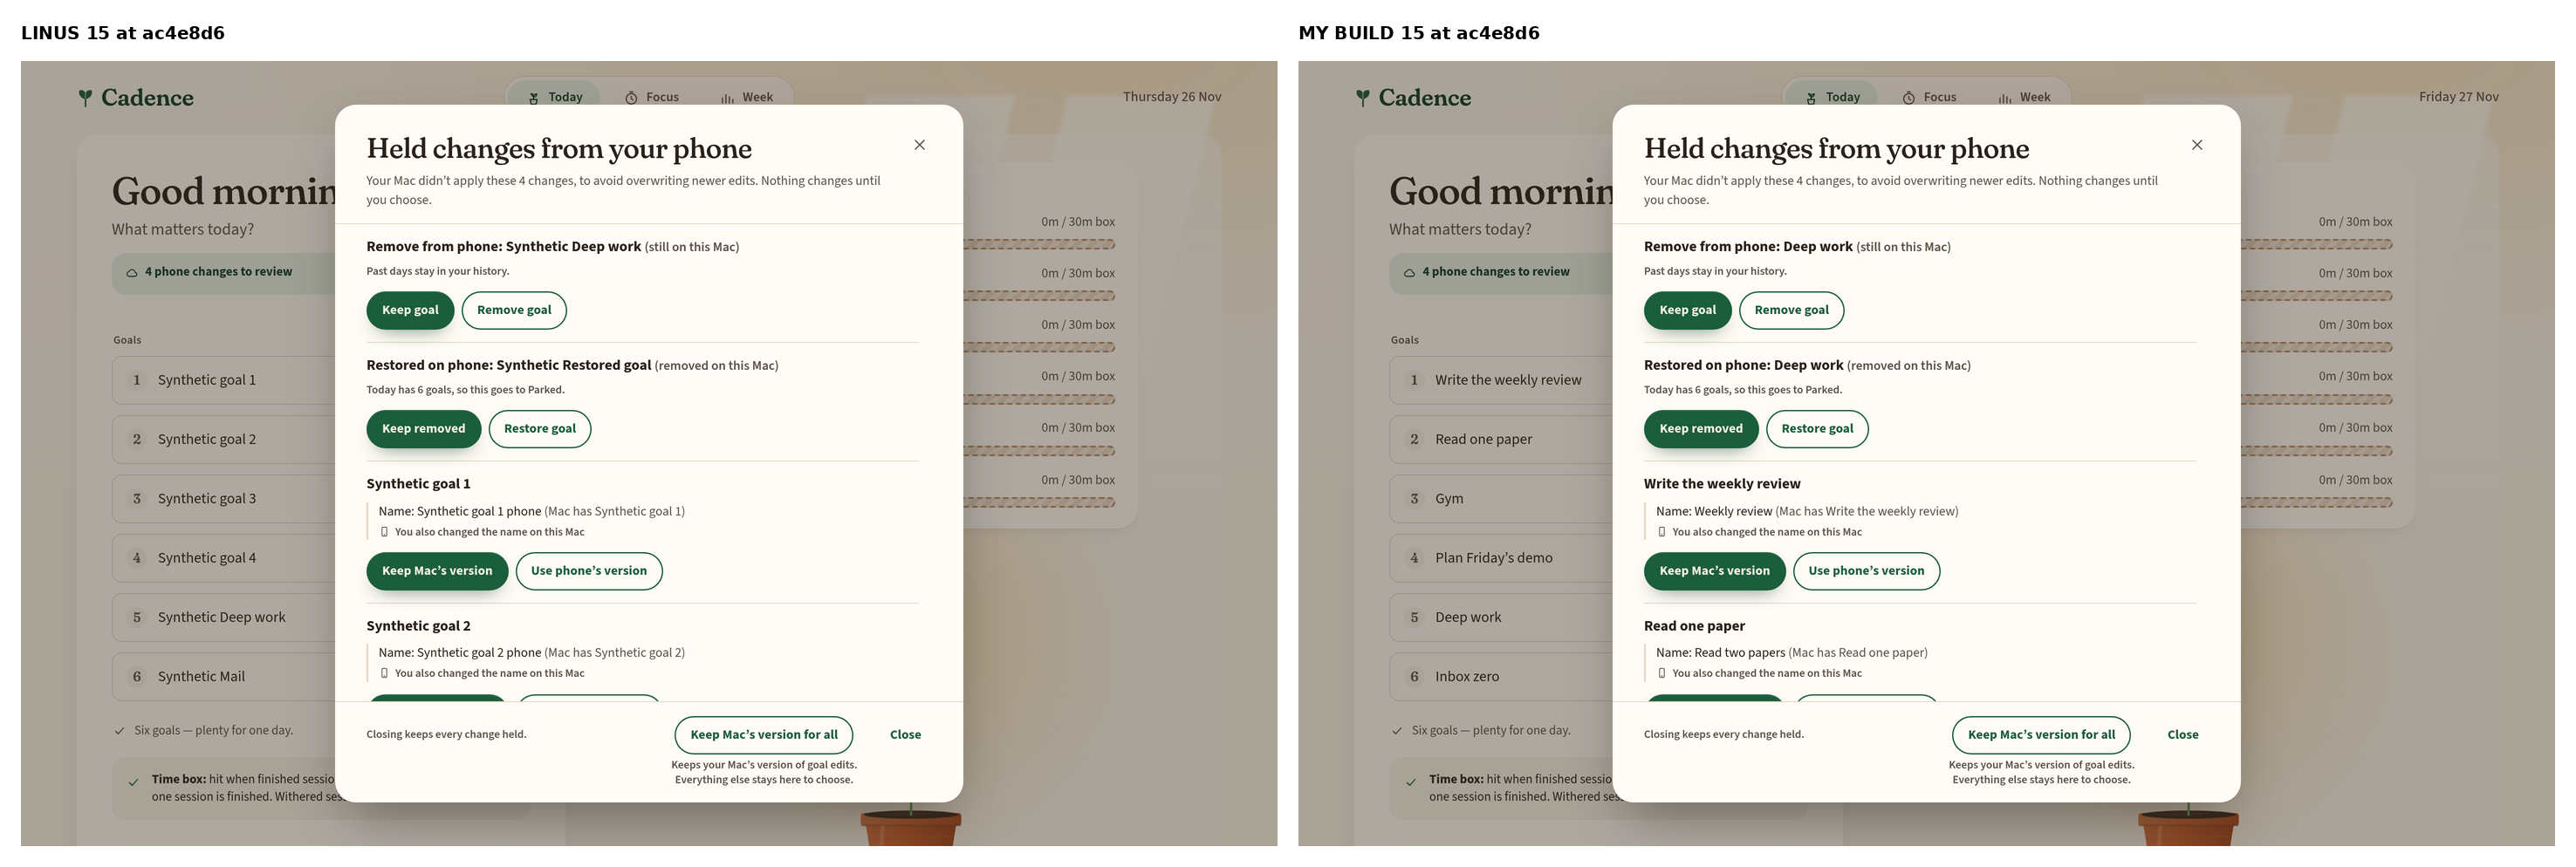 LINUS 15 at ac4e8d6
Cadence
Today Focus Week
Thursday 26 Nov
Good mornin
What matters today?
4 phone changes to review
Goals
1 Synthetic goal 1
2 Synthetic goal 2
3 Synthetic goal 3
4 Synthetic goal 4
5 Synthetic Deep work
6 Synthetic Mail
Six goals — plenty for one day.
Time box: hit when finished sessio
one session is finished. Withered ses
Held changes from your phone
Your Mac didn’t apply these 4 changes, to avoid overwriting newer edits. Nothing changes until
you choose.
Remove from phone: Synthetic Deep work (still on this Mac)
Past days stay in your history.
Keep goal Remove goal
Restored on phone: Synthetic Restored goal (removed on this Mac)
Today has 6 goals, so this goes to Parked.
Keep removed Restore goal
Synthetic goal 1
Name: Synthetic goal 1 phone (Mac has Synthetic goal 1)
You also changed the name on this Mac
Keep Mac’s version Use phone’s version
Synthetic goal 2
Name: Synthetic goal 2 phone (Mac has Synthetic goal 2)
You also changed the name on this Mac
Closing keeps every change held.
Keep Mac’s version for all Close
Keeps your Mac’s version of goal edits.
Everything else stays here to choose.
0m / 30m box
0m / 30m box
0m / 30m box
0m / 30m box
0m / 30m box
0m / 30m box
MY BUILD 15 at ac4e8d6
Cadence
Today Focus Week
Friday 27 Nov
Good mornin
What matters today?
4 phone changes to review
Goals
1 Write the weekly review
2 Read one paper
3 Gym
4 Plan Friday’s demo
5 Deep work
6 Inbox zero
Six goals — plenty for one day.
Time box: hit when finished sessio
one session is finished. Withered ses
Held changes from your phone
Your Mac didn’t apply these 4 changes, to avoid overwriting newer edits. Nothing changes until
you choose.
Remove from phone: Deep work (still on this Mac)
Past days stay in your history.
Keep goal Remove goal
Restored on phone: Deep work (removed on this Mac)
Today has 6 goals, so this goes to Parked.
Keep removed Restore goal
Write the weekly review
Name: Weekly review (Mac has Write the weekly review)
You also changed the name on this Mac
Keep Mac’s version Use phone’s version
Read one paper
Name: Read two papers (Mac has Read one paper)
You also changed the name on this Mac
Closing keeps every change held.
Keep Mac’s version for all Close
Keeps your Mac’s version of goal edits.
Everything else stays here to choose.
0m / 30m box
0m / 30m box
0m / 30m box
0m / 30m box
0m / 30m box
0m / 30m box